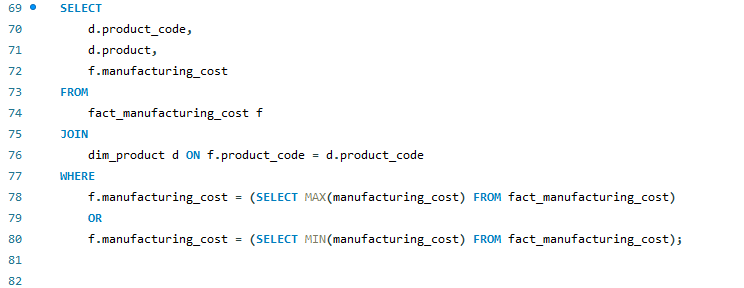 69 SELECT
70 d.product_code,
71 d.product,
72 f.manufacturing_cost
73 FROM
74 fact_manufacturing_cost f
75 JOIN
76 dim_product d ON f.product_code = d.product_code
77 WHERE
78 f.manufacturing_cost = (SELECT MAX(manufacturing_cost) FROM fact_manufacturing_cost)
79 OR
80 f.manufacturing_cost = (SELECT MIN(manufacturing_cost) FROM fact_manufacturing_cost);
81
82